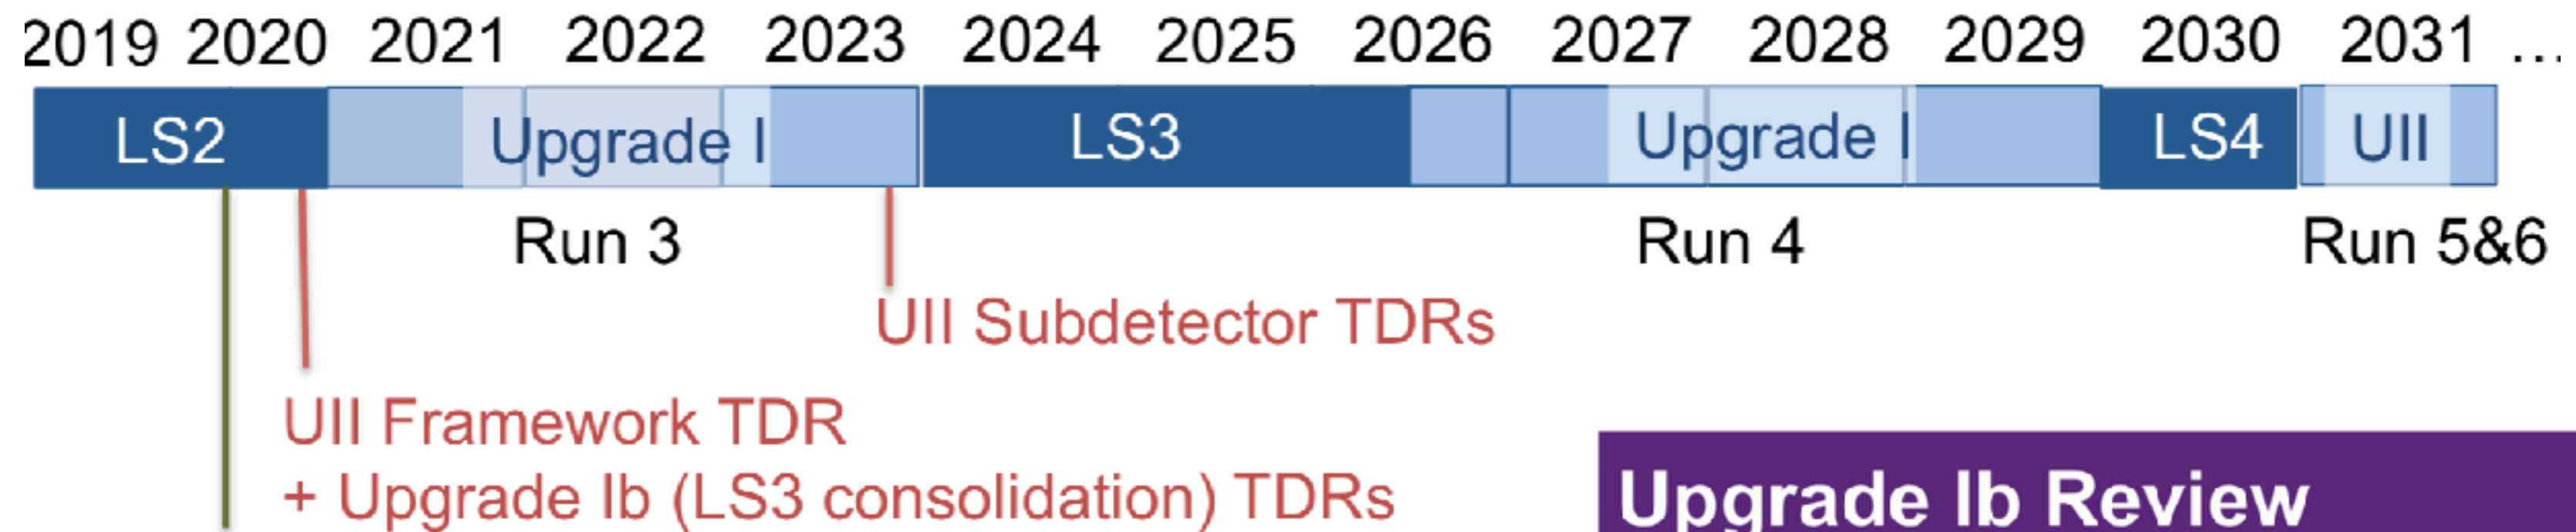 2019 2020 2021 2022 2023 2024 2025 2026 2027 2028 2029 2030 2031 ...
LS2 Upgrade I LS3 Upgrade I LS4 UII
Run 3 Run 4 Run 5&6
UII Subdetector TDRs
UII Framework TDR
+ Upgrade Ib (LS3 consolidation) TDRs
Upgrade Ib Review